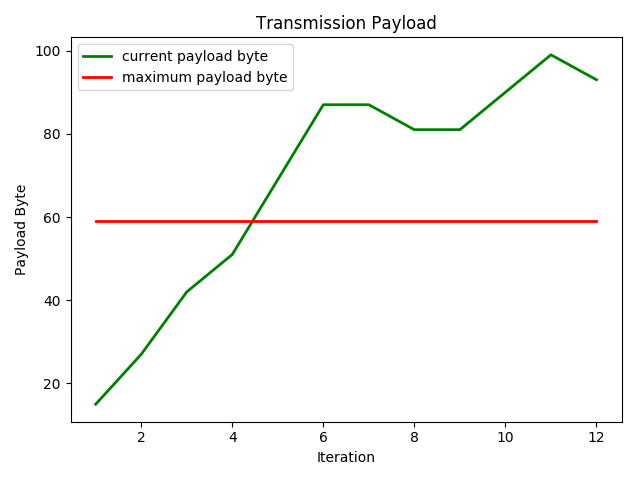 Transmission Payload
current payload byte
maximum payload byte
Payload Byte
100
80
60
40
20
2 4 6 8 10 12
Iteration